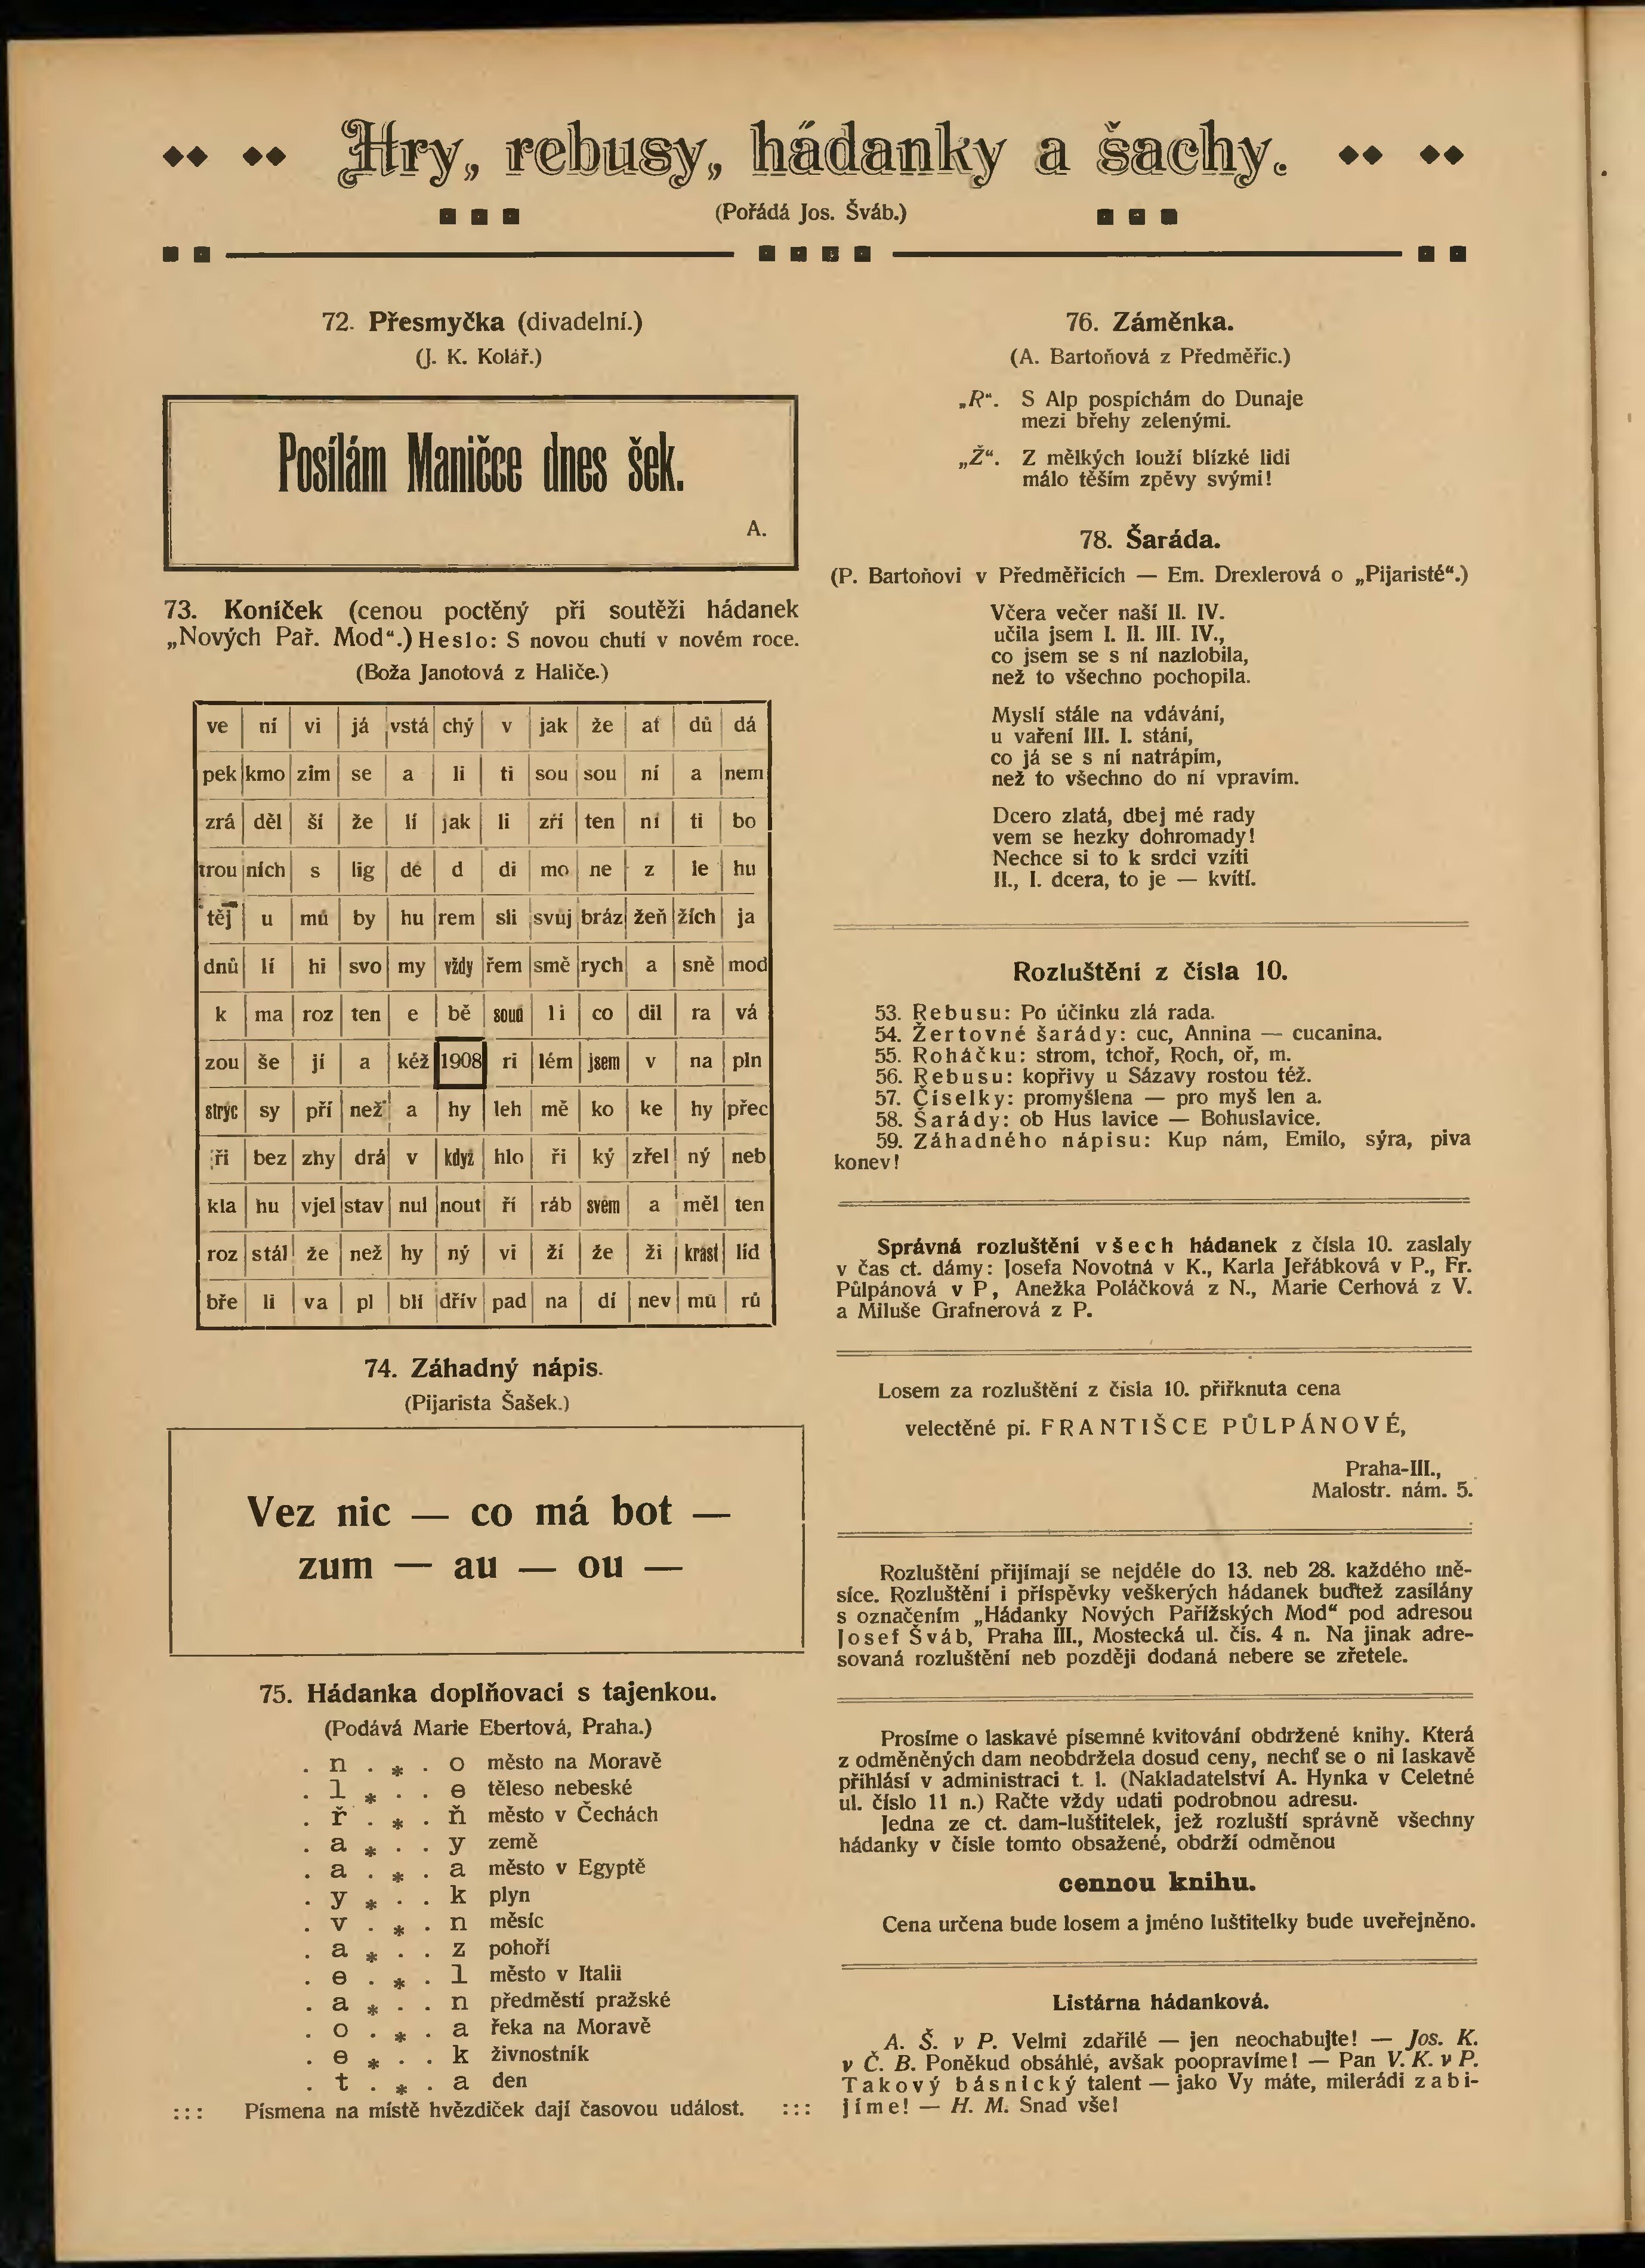 Hry, rebusy, hádanky a šachy.
(Pořádá Jos. Šváb.)
72. Přesmyčka (divadelní.)
(J. K. Kolář.)
Posílám Maničce dnes šek.
A.
73. Koníček (cenou poctěný při soutěži hádanek
„Nových Pař. Mod“.) Heslo: S novou chutí v novém roce.
(Boža Janotová z Haliče.)
ve ní vi já vstá chý v jak že ať dů dá
pek kmo zim se a li ti sou sou ní a nem
zrá děl ší že lí jak li zří ten ni ti bo
trou ních s lig dé d di mo ne z le hu
těj u mů by hu rem sli svůj bráz žeň žích ja
dnů lí hi svo my vždy řem smě rych a sně mod
k ma roz ten e bě soud li co dil ra vá
zou še jí a kéž 1908 ri lém jsem v na pln
strýc sy pří než a hy leh mě ko ke hy přec
ři bez zhy drá v když hlo ři ký zřel ný neb
kla hu vjel stav nul nout ří ráb svém a měl ten
roz stál že než hy ný vi ží že ži krást lid
bře li va pl blí dřív pad na dí nev mů rů
74. Záhadný nápis.
(Pijarista Šašek.)
Vez nic — co má bot —
zum — au — ou —
75. Hádanka doplňovací s tajenkou.
(Podává Marie Ebertová, Praha.)
. n . * . o město na Moravě
. l * . . e těleso nebeské
. ř . * . ň město v Čechách
. a * . . y země
. a . * . a město v Egyptě
. y * . . k plyn
. v . * . n měsíc
. a * . . z pohoří
. e . * . l město v Italii
. a * . . n předměstí pražské
. o . * . a řeka na Moravě
. e * . . k živnostník
. t . * . a den
::: Písmena na místě hvězdiček dají časovou událost. :::
76. Záměnka.
(A. Bartoňová z Předměřic.)
„R“. S Alp pospíchám do Dunaje
mezi břehy zelenými.
„Ž“. Z mělkých louží blízké lidi
málo těším zpěvy svými!
78. Šaráda.
(P. Bartoňovi v Předměřicích — Em. Drexlerová o „Pijaristé“.)
Včera večer naší II. IV.
učila jsem I. II. III. IV.,
co jsem se s ní nazlobila,
než to všechno pochopila.
Myslí stále na vdávání,
u vaření III. I. stání,
co já se s ní natrápím,
než to všechno do ní vpravím.
Dcero zlatá, dbej mé rady
vem se hezky dohromady!
Nechce si to k srdci vzíti
II., I. dcera, to je — kvítí.
Rozluštění z čísla 10.
53. Rebusu: Po účinku zlá rada.
54. Žertovné šarády: cuc, Annina — cucanina.
55. Roháčku: strom, tchoř, Roch, oř, m.
56. Rebusu: kopřivy u Sázavy rostou též.
57. Číselky: promyšlena — pro myš len a.
58. Šarády: ob Hus lavice — Bohuslavice.
59. Záhadného nápisu: Kup nám, Emilo, sýra, piva
konev!
Správná rozluštění všech hádanek z čísla 10. zaslaly
v čas ct. dámy: Josefa Novotná v K., Karla Jeřábková v P., Fr.
Půlpánová v P, Anežka Poláčková z N., Marie Cerhová z V.
a Miluše Grafnerová z P.
Losem za rozluštění z čísla 10. přiřknuta cena
velectěné pí. FRANTIŠCE PŮLPÁNOVÉ,
Praha-III.,
Malostr. nám. 5.
Rozluštění přijímají se nejdéle do 13. neb 28. každého mě-
síce. Rozluštění i příspěvky veškerých hádanek buďtež zasílány
s označením „Hádanky Nových Pařížských Mod“ pod adresou
Josef Šváb, Praha III., Mostecká ul. čís. 4 n. Na jinak adre-
sovaná rozluštění neb později dodaná nebere se zřetele.
Prosíme o laskavé písemné kvitování obdržené knihy. Která
z odměněných dam neobdržela dosud ceny, nechť se o ni laskavě
přihlásí v administraci t. l. (Nakladatelství A. Hynka v Celetné
ul. číslo 11 n.) Račte vždy udati podrobnou adresu.
Jedna ze ct. dam-luštitelek, jež rozluští správně všechny
hádanky v čísle tomto obsažené, obdrží odměnou
cennou knihu.
Cena určena bude losem a jméno luštitelky bude uveřejněno.
Listárna hádanková.
A. Š. v P. Velmi zdařilé — jen neochabujte! — Jos. K.
v Č. B. Poněkud obsáhlé, avšak poopravíme! — Pan V. K. v P.
Takový básnický talent — jako Vy máte, milerádi zabi-
jíme! — H. M. Snad vše!